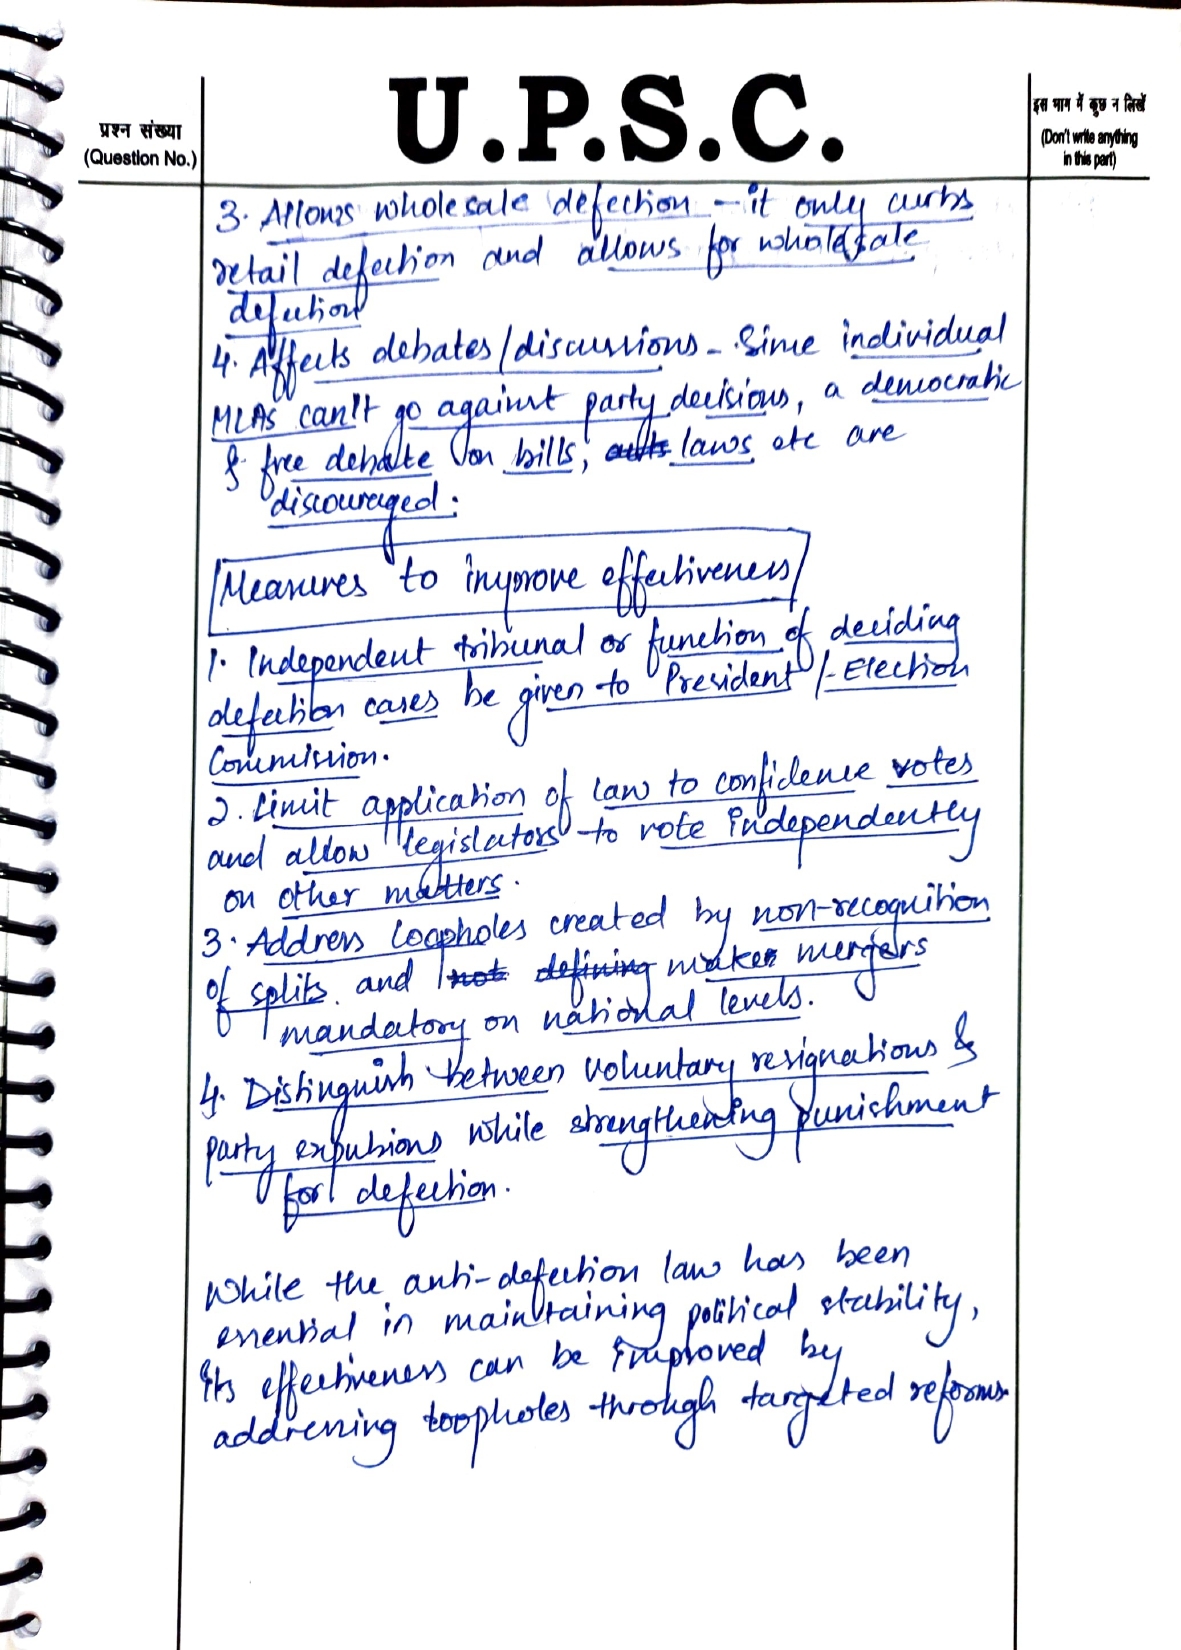 प्रश्न संख्या
(Question No.)
U.P.S.C.
इस भाग में कुछ न लिखें
(Don't write anything
in this part)
3. Allows wholesale defection - it only curbs
retail defection and allows for wholesale
defection
4. Affects debates/discussions - Since individual
MLAs can't go against party decisions, a democratic
& free debate on bills, laws etc are
discouraged.
Measures to improve effectiveness
1. Independent tribunal or function of deciding
defection cases be given to President / Election
Commission.
2. Limit application of law to confidence votes
and allow legislators to vote independently
on other matters.
3. Address loopholes created by non-recognition
of splits and not defining makes mergers
mandatory on national levels.
4. Distinguish between voluntary resignations &
party expulsions while strengthening punishment
for defection.
While the anti-defection law has been
essential in maintaining political stability,
its effectiveness can be improved by
addressing loopholes through targeted reforms.